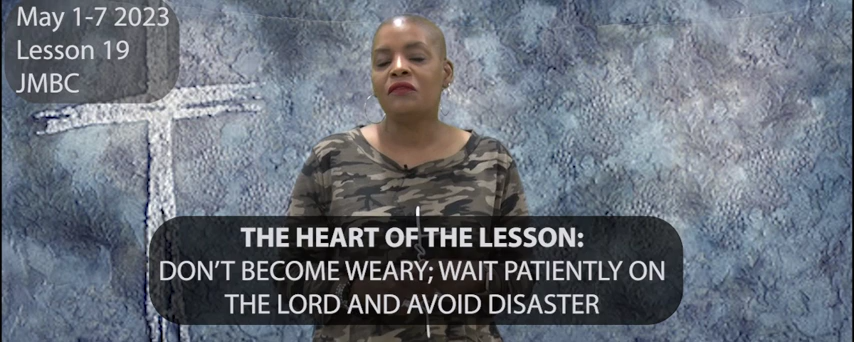 May 1-7 2023
Lesson 19
JMBC
THE HEART OF THE LESSON:
DON'T BECOME WEARY; WAIT PATIENTLY ON
THE LORD AND AVOID DISASTER